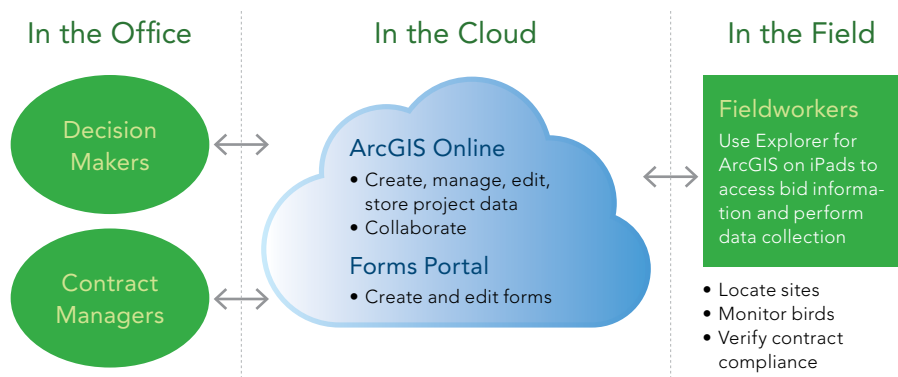 In the Office
Decision
Makers
Contract
Managers
In the Cloud
ArcGIS Online
• Create, manage, edit,
store project data
• Collaborate
Forms Portal
• Create and edit forms
In the Field
Fieldworkers
Use Explorer for
ArcGIS on iPads to
access bid informa-
tion and perform
data collection
• Locate sites
• Monitor birds
• Verify contract
compliance